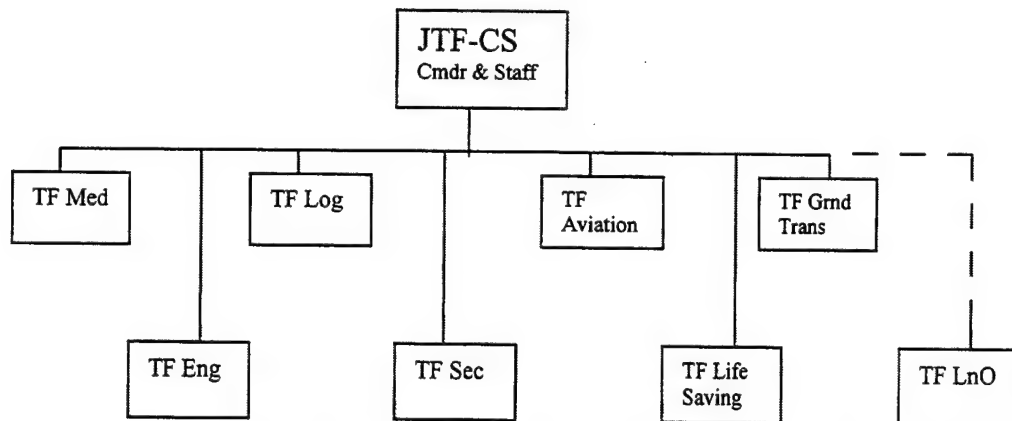 JTF-CS
Cmdr & Staff
TF Med
TF Log
TF
Aviation
TF Grnd
Trans
TF Eng
TF Sec
TF Life
Saving
TF LnO